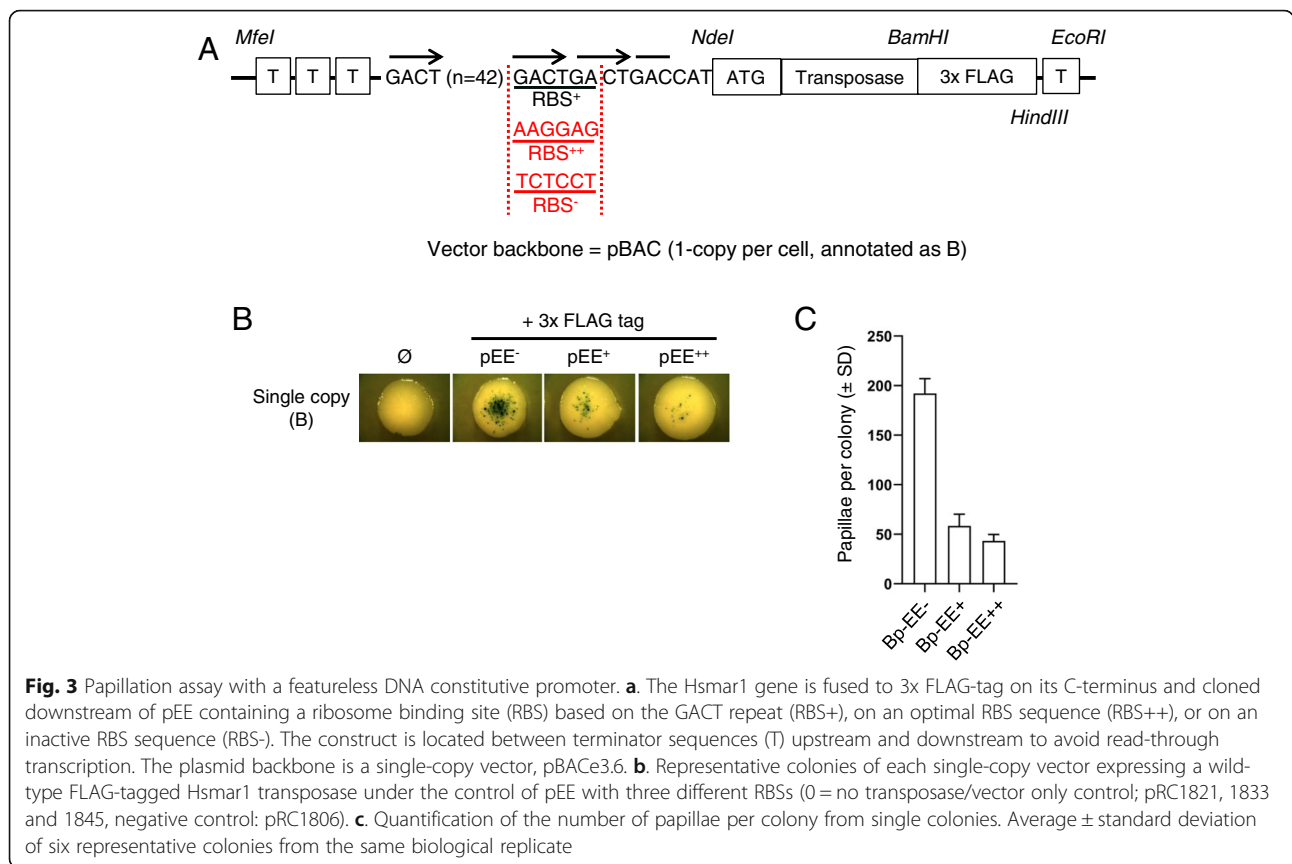 A
MfeI
NdeI
BamHI
EcoRI
T T T GACT (n=42) GACTGACTGACCAT ATG Transposase 3x FLAG T
RBS+
HindIII
AAGGAG
RBS++
TCTCCT
RBS-
Vector backbone = pBAC (1-copy per cell, annotated as B)
B
+ 3x FLAG tag
Ø pEE- pEE+ pEE++
Single copy
(B)
C
Papillae per colony (± SD)
250
200
150
100
50
0
Bp-EE-
Bp-EE+
Bp-EE++
Fig. 3 Papillation assay with a featureless DNA constitutive promoter. a. The Hsmar1 gene is fused to 3x FLAG-tag on its C-terminus and cloned
downstream of pEE containing a ribosome binding site (RBS) based on the GACT repeat (RBS+), on an optimal RBS sequence (RBS++), or on an
inactive RBS sequence (RBS-). The construct is located between terminator sequences (T) upstream and downstream to avoid read-through
transcription. The plasmid backbone is a single-copy vector, pBACe3.6. b. Representative colonies of each single-copy vector expressing a wild-
type FLAG-tagged Hsmar1 transposase under the control of pEE with three different RBSs (0 = no transposase/vector only control; pRC1821, 1833
and 1845, negative control: pRC1806). c. Quantification of the number of papillae per colony from single colonies. Average ± standard deviation
of six representative colonies from the same biological replicate